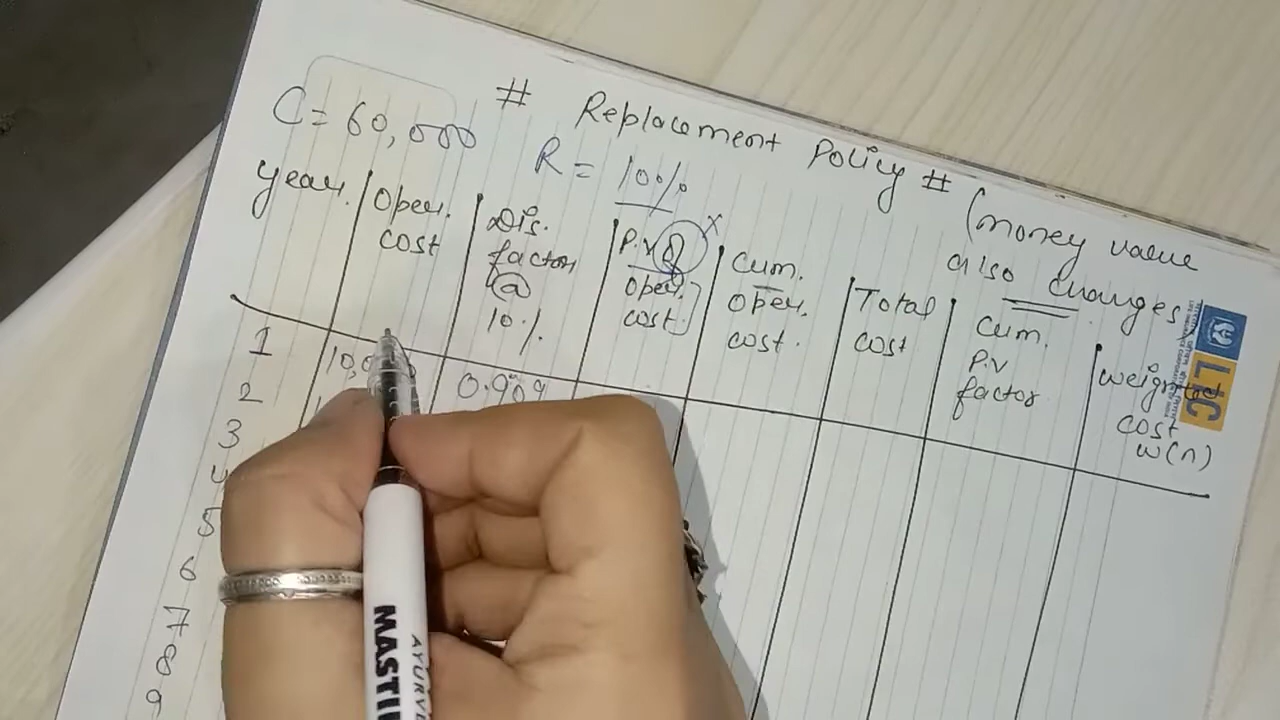 # Replacement Policy # (money value
also changes
C = 60,000
R = 10%
year.
Oper.
cost
Dis.
factor
@
10%
P.V of
oper.
cost
x
Cum.
oper.
cost.
Total
cost
Cum.
P.V
factor
weighted
cost
w(n)
1
0.909
2
3
4
5
6
7
8
9
LIC
MASTI
AYURV